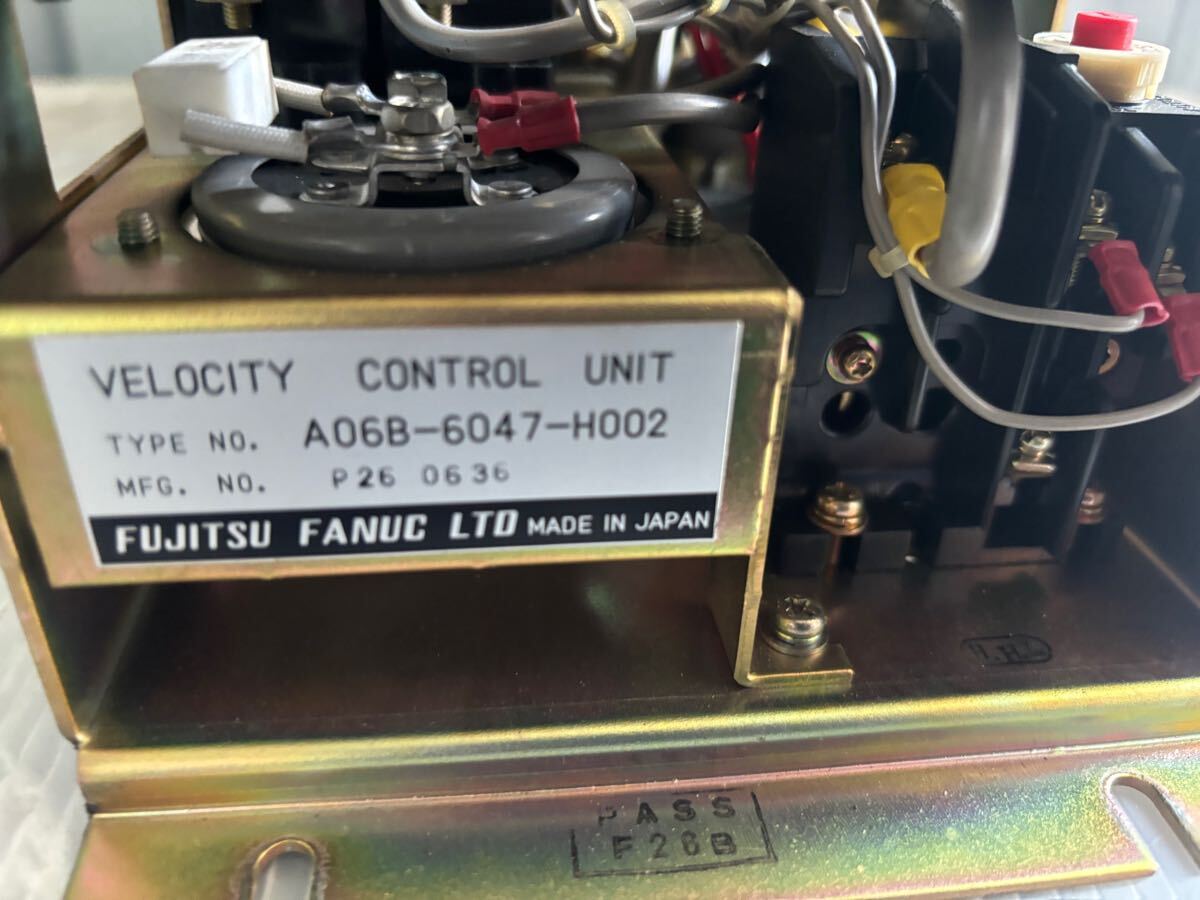 VELOCITY CONTROL UNIT
TYPE NO. A06B-6047-H002
MFG. NO. P26 0636
FUJITSU FANUC LTD MADE IN JAPAN
PASS
F26B